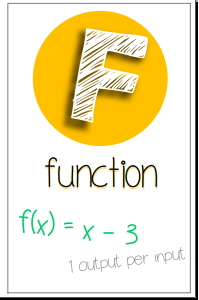 F
function
f(x) = x - 3
1 output per input